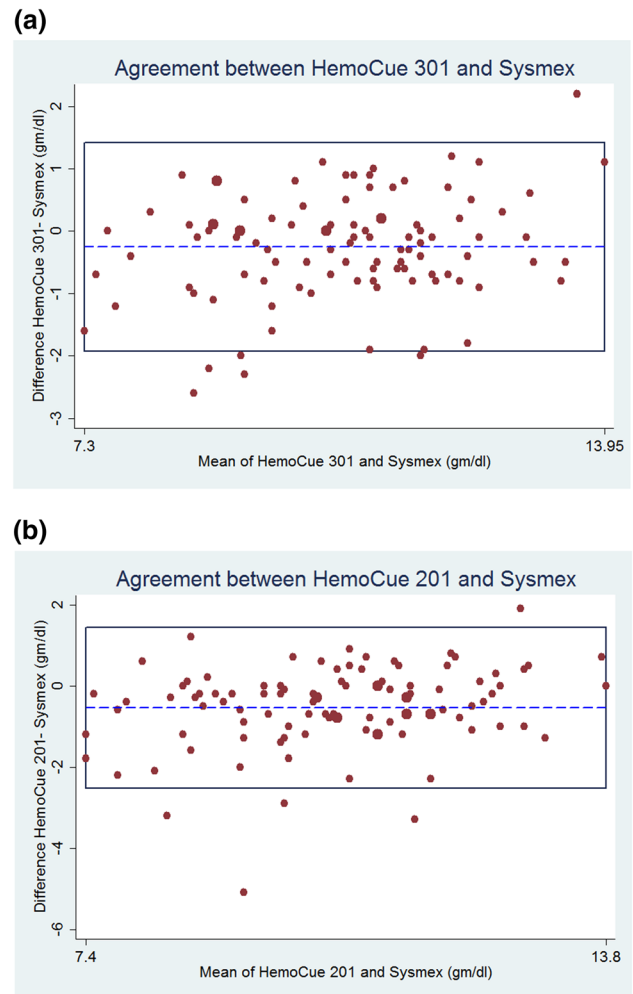 (a)
Agreement between HemoCue 301 and Sysmex
Difference HemoCue 301- Sysmex (gm/dl)
2
1
0
-1
-2
-3
7.3
13.95
Mean of HemoCue 301 and Sysmex (gm/dl)
(b)
Agreement between HemoCue 201 and Sysmex
Difference HemoCue 201- Sysmex (gm/dl)
2
0
-2
-4
-6
7.4
13.8
Mean of HemoCue 201 and Sysmex (gm/dl)